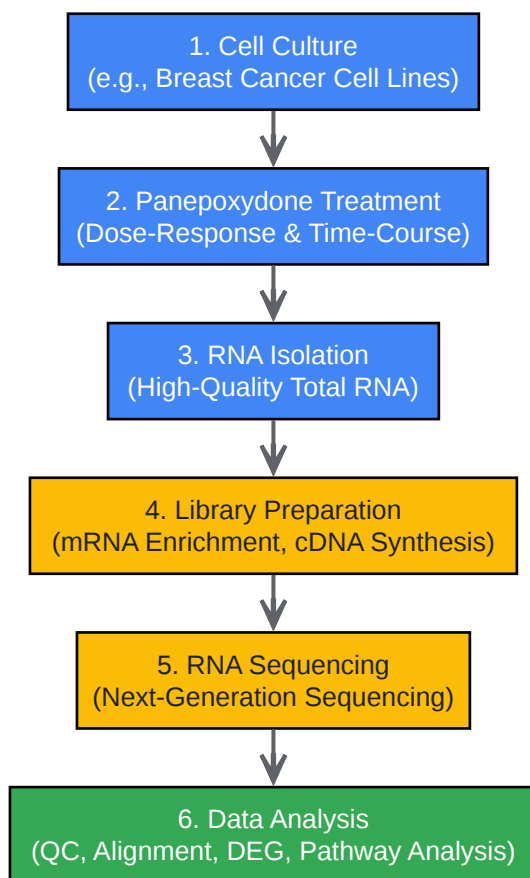 1. Cell Culture
(e.g., Breast Cancer Cell Lines)
2. Panepoxydone Treatment
(Dose-Response & Time-Course)
3. RNA Isolation
(High-Quality Total RNA)
4. Library Preparation
(mRNA Enrichment, cDNA Synthesis)
5. RNA Sequencing
(Next-Generation Sequencing)
6. Data Analysis
(QC, Alignment, DEG, Pathway Analysis)